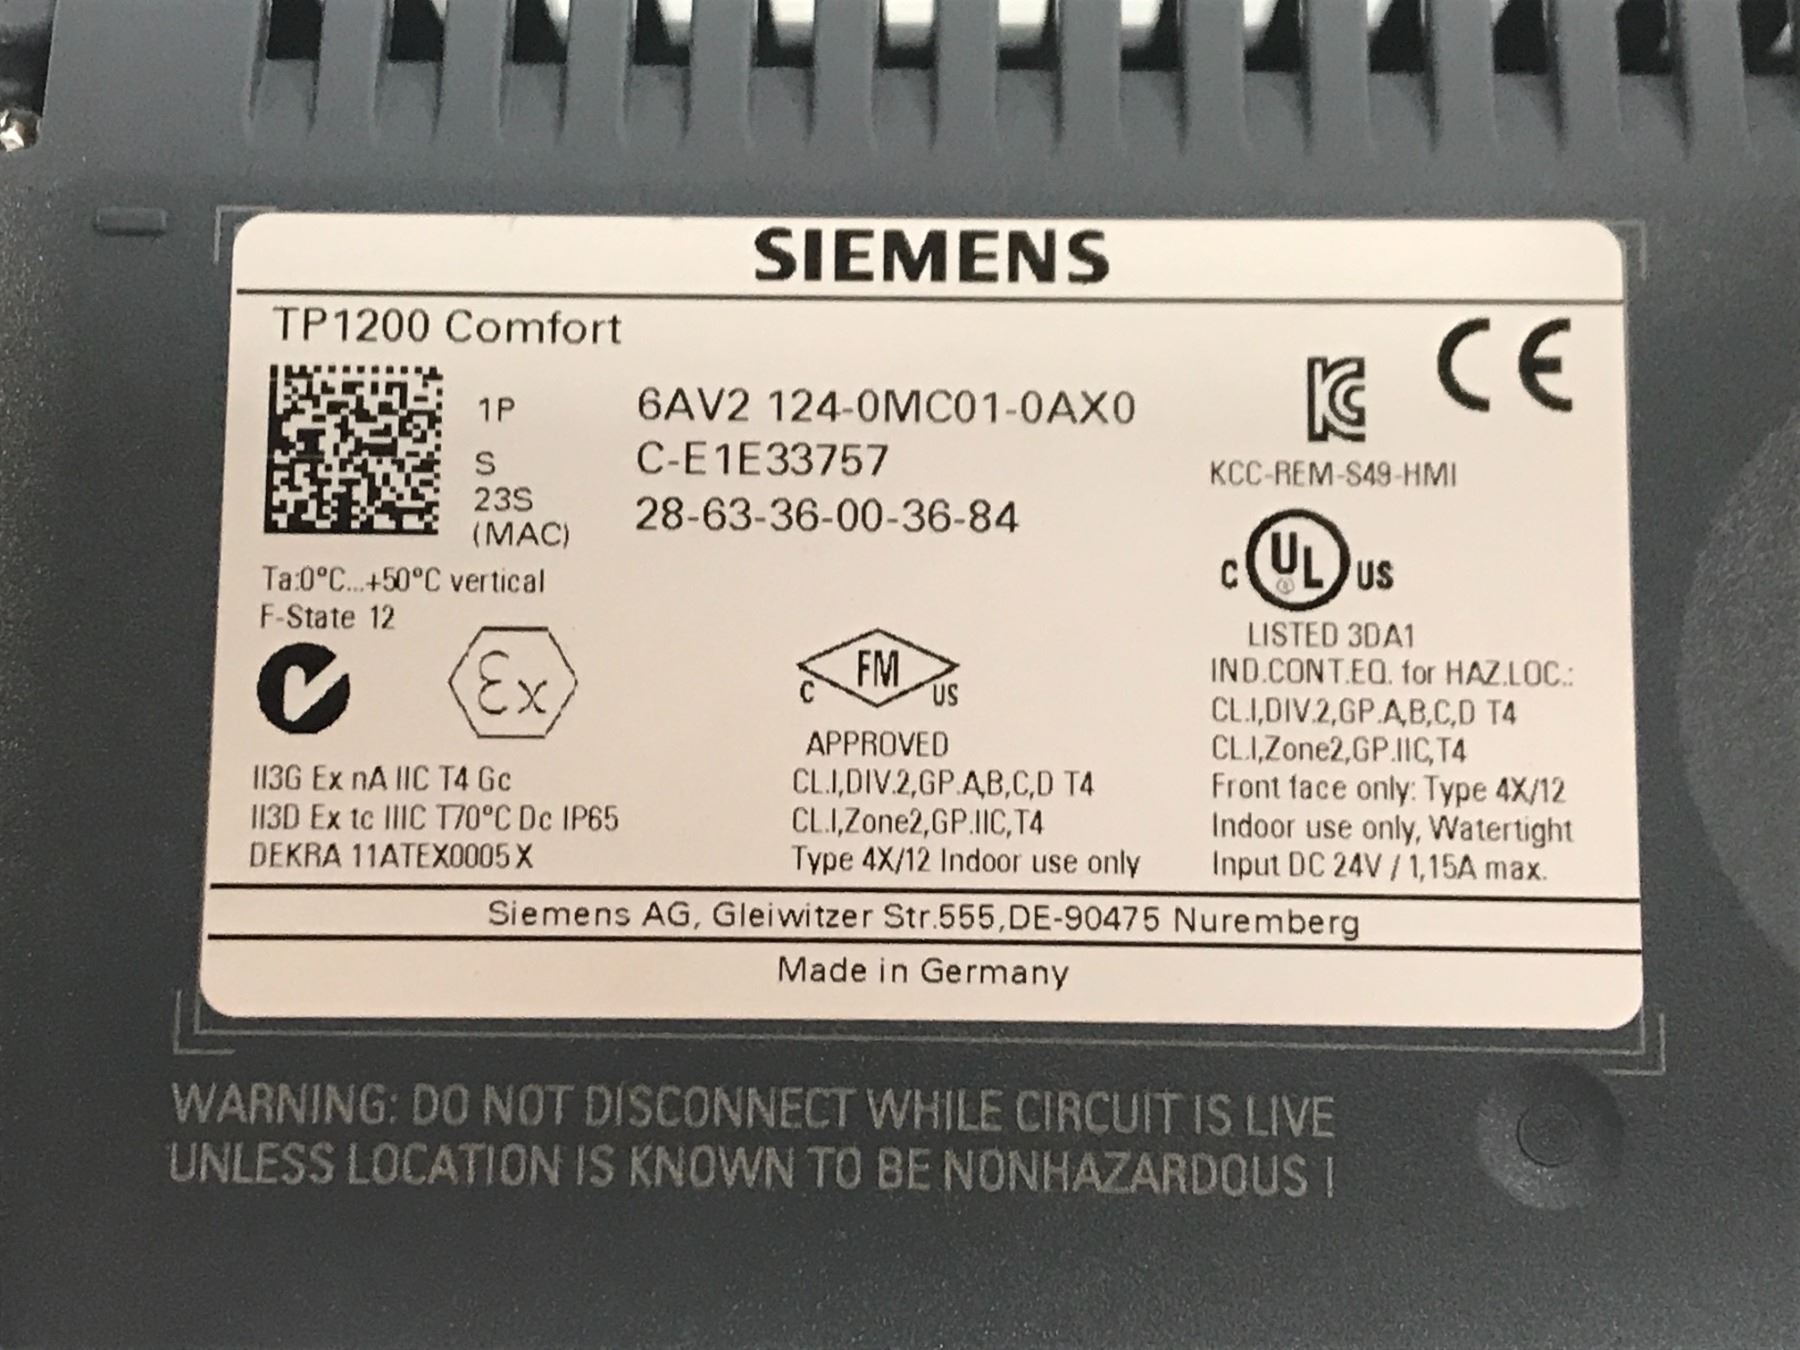 SIEMENS
TP1200 Comfort
CE
1P 6AV2 124-0MC01-0AX0
S C-E1E33757
23S
(MAC) 28-63-36-00-36-84
KCC-REM-S49-HMI
Ta:0°C...+50°C vertical
F-State 12
C UL US
LISTED 3DA1
IND.CONT.EQ. for HAZ.LOC.:
CL.I,DIV.2,GP.A,B,C,D T4
CL.I,Zone2,GP.IIC,T4
Front face only: Type 4X/12
Indoor use only, Watertight
Input DC 24V / 1,15A max.
Ex
C FM US
APPROVED
CL.I,DIV.2,GP.A,B,C,D T4
CL.I,Zone2,GP.IIC,T4
Type 4X/12 Indoor use only
II3G Ex nA IIC T4 Gc
II3D Ex tc IIIC T70°C Dc IP65
DEKRA 11ATEX0005 X
Siemens AG, Gleiwitzer Str.555,DE-90475 Nuremberg
Made in Germany
WARNING: DO NOT DISCONNECT WHILE CIRCUIT IS LIVE
UNLESS LOCATION IS KNOWN TO BE NONHAZARDOUS !